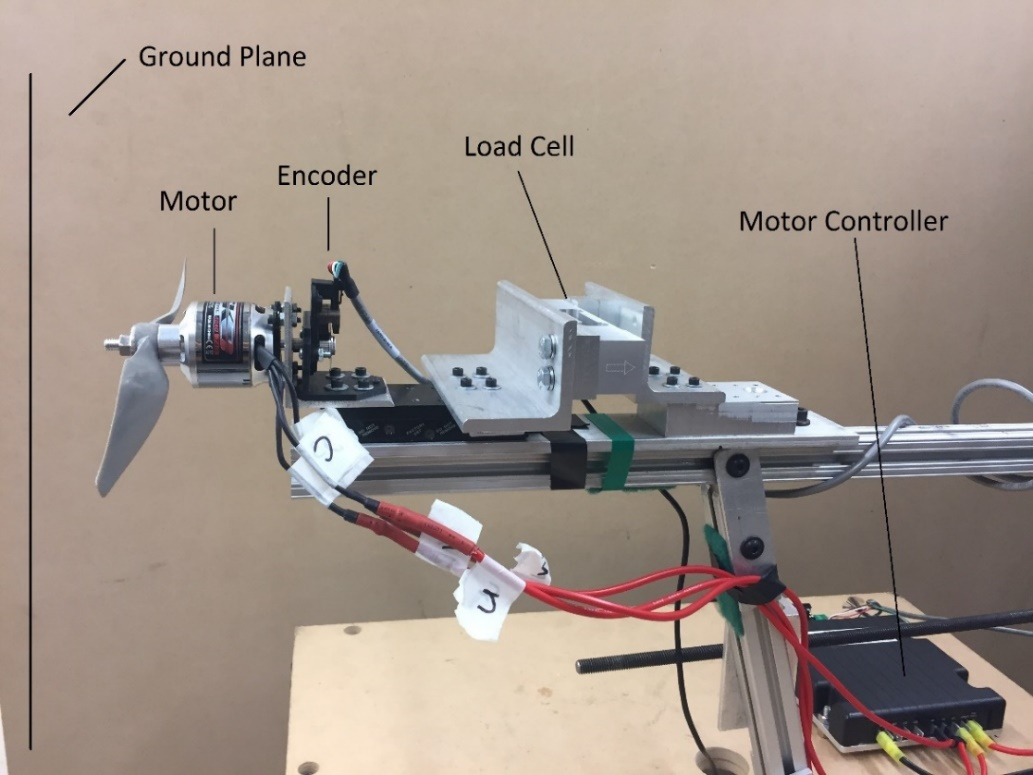 Ground Plane
Load Cell
Encoder
Motor
Motor Controller